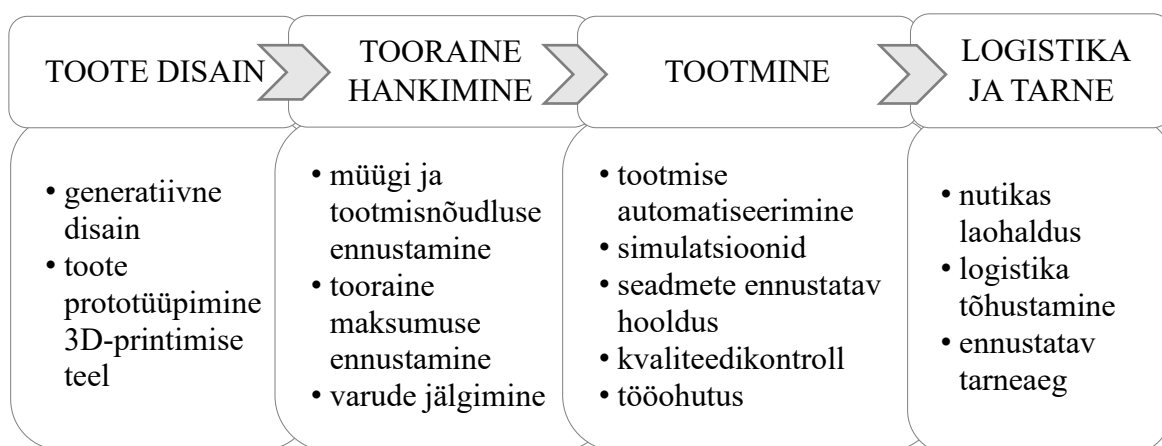 TOOTE DISAIN
TOORAINE
HANKIMINE
TOOTMINE
LOGISTIKA
JA TARNE
• generatiivne
disain
• toote
prototüüpimine
3D-printimise
teel
• müügi ja
tootmisnõudluse
ennustamine
• tooraine
maksumuse
ennustamine
• varude jälgimine
• tootmise
automatiseerimine
• simulatsioonid
• seadmete ennustatav
hooldus
• kvaliteedikontroll
• tööohutus
• nutikas
laohaldus
• logistika
tõhustamine
• ennustatav
tarneaeg